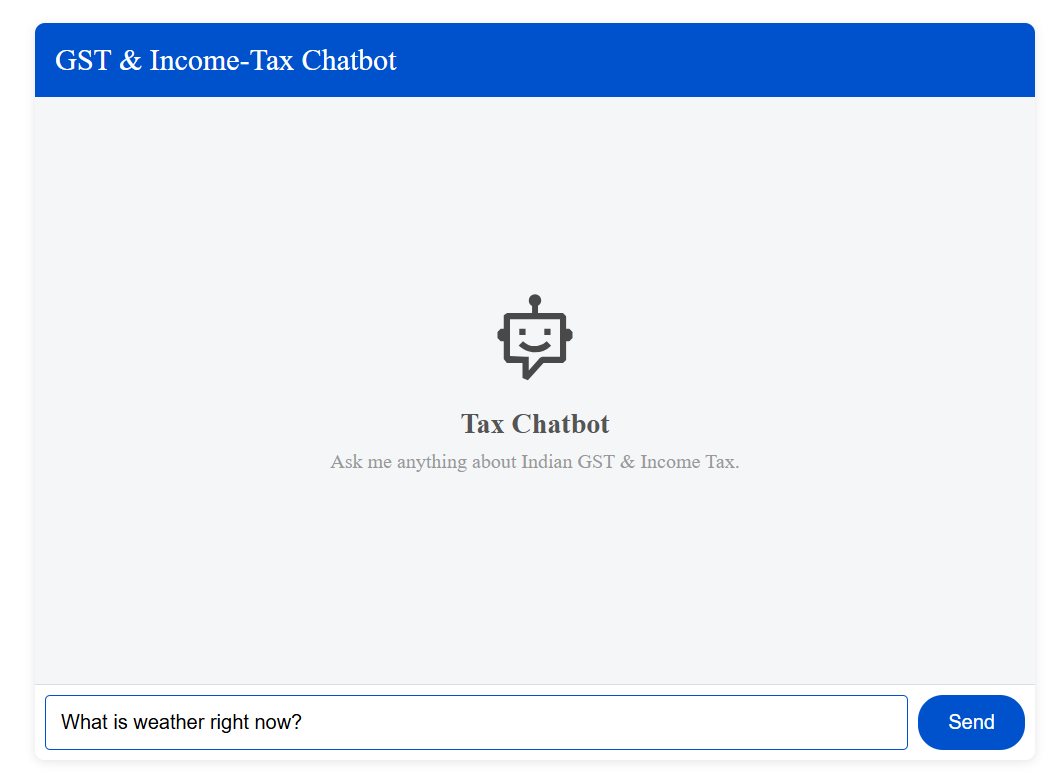 GST & Income-Tax Chatbot
Tax Chatbot
Ask me anything about Indian GST & Income Tax.
What is weather right now?
Send